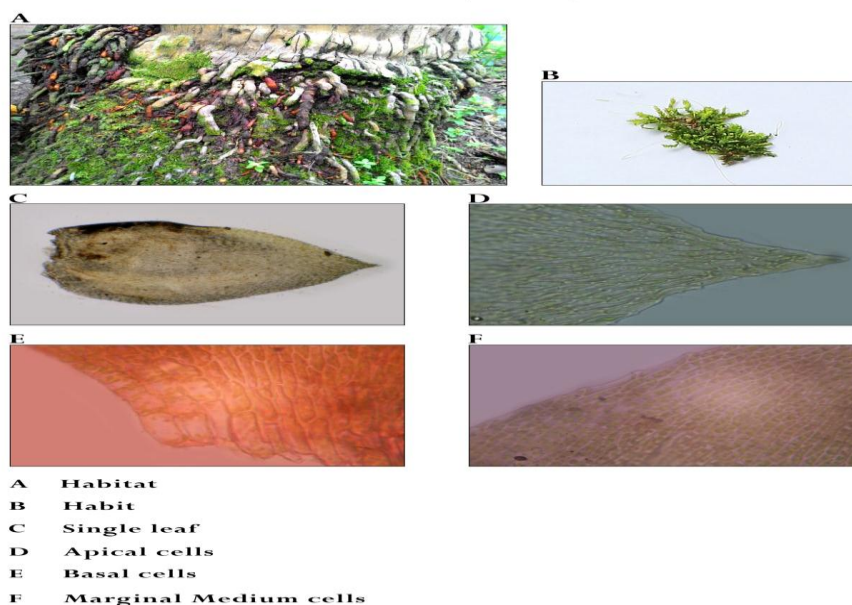 A
B
C
D
E
F
A Habitat
B Habit
C Single leaf
D Apical cells
E Basal cells
F Marginal Medium cells